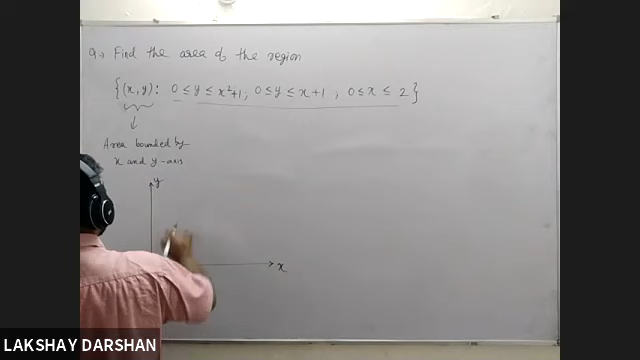 Q→ Find the area of the region
{(x, y): 0 ≤ y ≤ x²+1; 0 ≤ y ≤ x+1 ; 0 ≤ x ≤ 2}
Area bounded by
x and y-axis
y
x
LAKSHAY DARSHAN